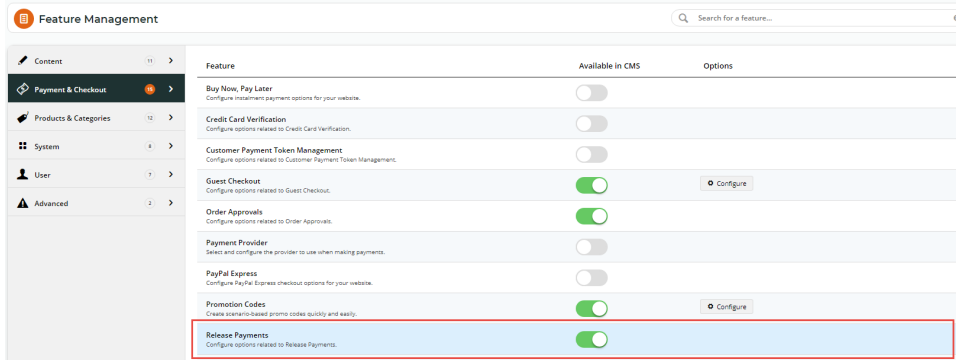 Feature Management
Search for a feature...
Content 11
Payment & Checkout 15
Products & Categories 12
System 8
User 7
Advanced 2
Feature Available in CMS Options
Buy Now, Pay Later
Configure instalment payment options for your website.
Credit Card Verification
Configure options related to Credit Card Verification.
Customer Payment Token Management
Configure options related to Customer Payment Token Management.
Guest Checkout
Configure options related to Guest Checkout.
Configure
Order Approvals
Configure options related to Order Approvals.
Payment Provider
Select and configure the provider to use when making payments.
PayPal Express
Configure PayPal Express checkout options for your website.
Promotion Codes
Create scenario-based promo codes quickly and easily.
Configure
Release Payments
Configure options related to Release Payments.